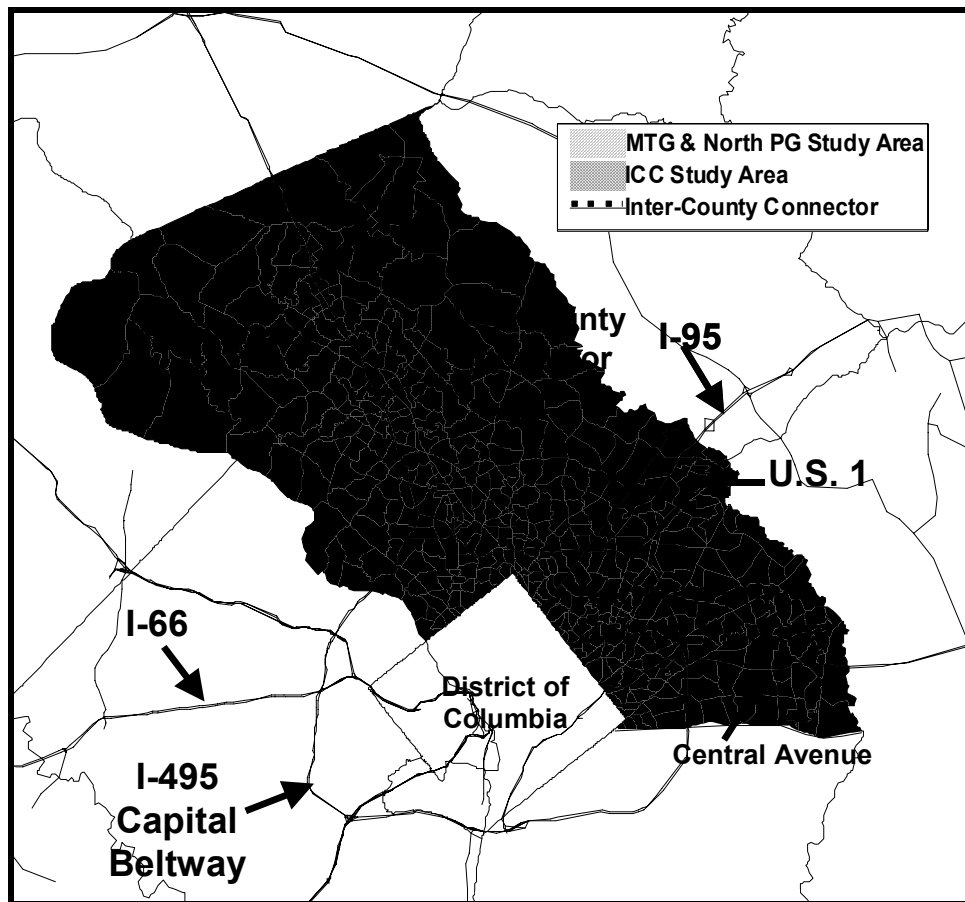 MTG & North PG Study Area
ICC Study Area
Inter-County Connector
I-95
U.S. 1
I-66
District of
Columbia
Central Avenue
I-495
Capital
Beltway